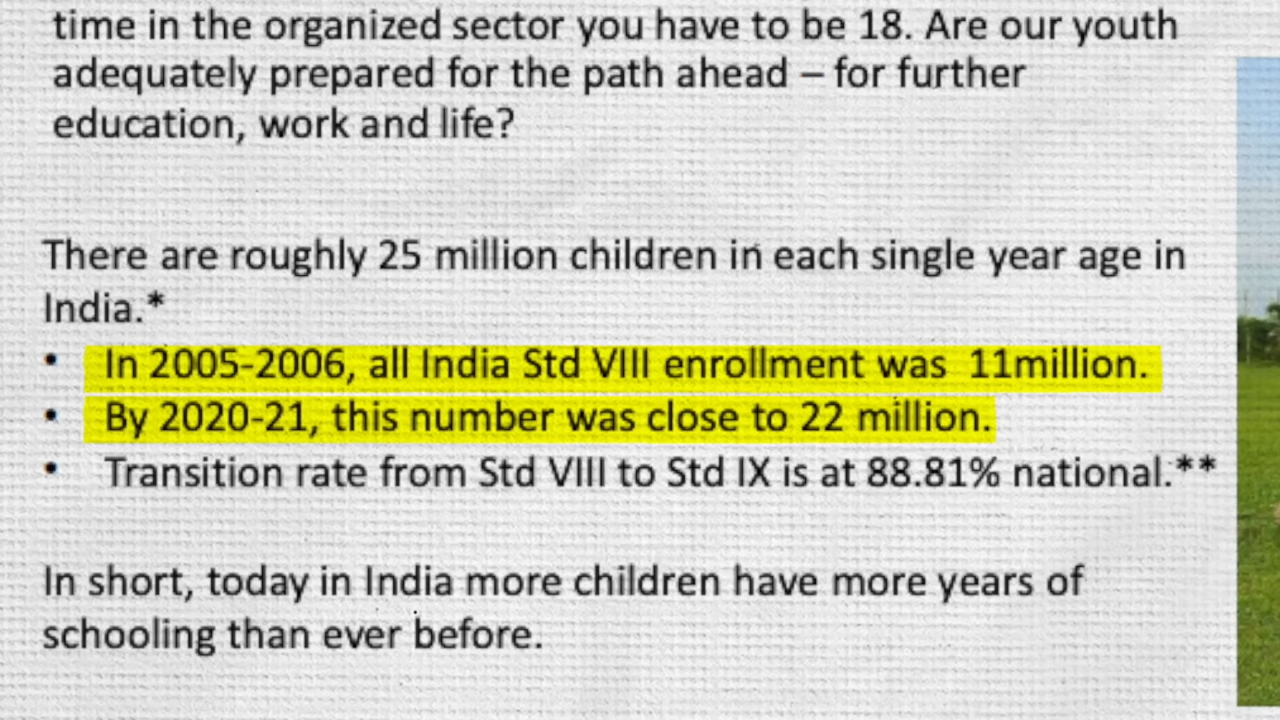 time in the organized sector you have to be 18. Are our youth
adequately prepared for the path ahead – for further
education, work and life?
There are roughly 25 million children in each single year age in
India.*
• In 2005-2006, all India Std VIII enrollment was 11million.
• By 2020-21, this number was close to 22 million.
• Transition rate from Std VIII to Std IX is at 88.81% national.**
In short, today in India more children have more years of
schooling than ever before.